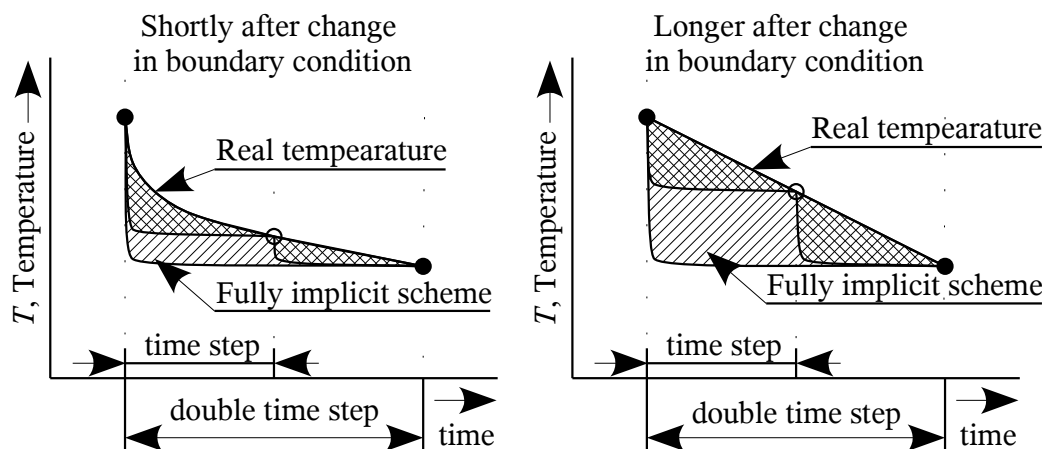 Shortly after change
in boundary condition
T, Temperature
Real tempearature
Fully implicit scheme
time step
double time step
time
Longer after change
in boundary condition
T, Temperature
Real tempearature
Fully implicit scheme
time step
double time step
time